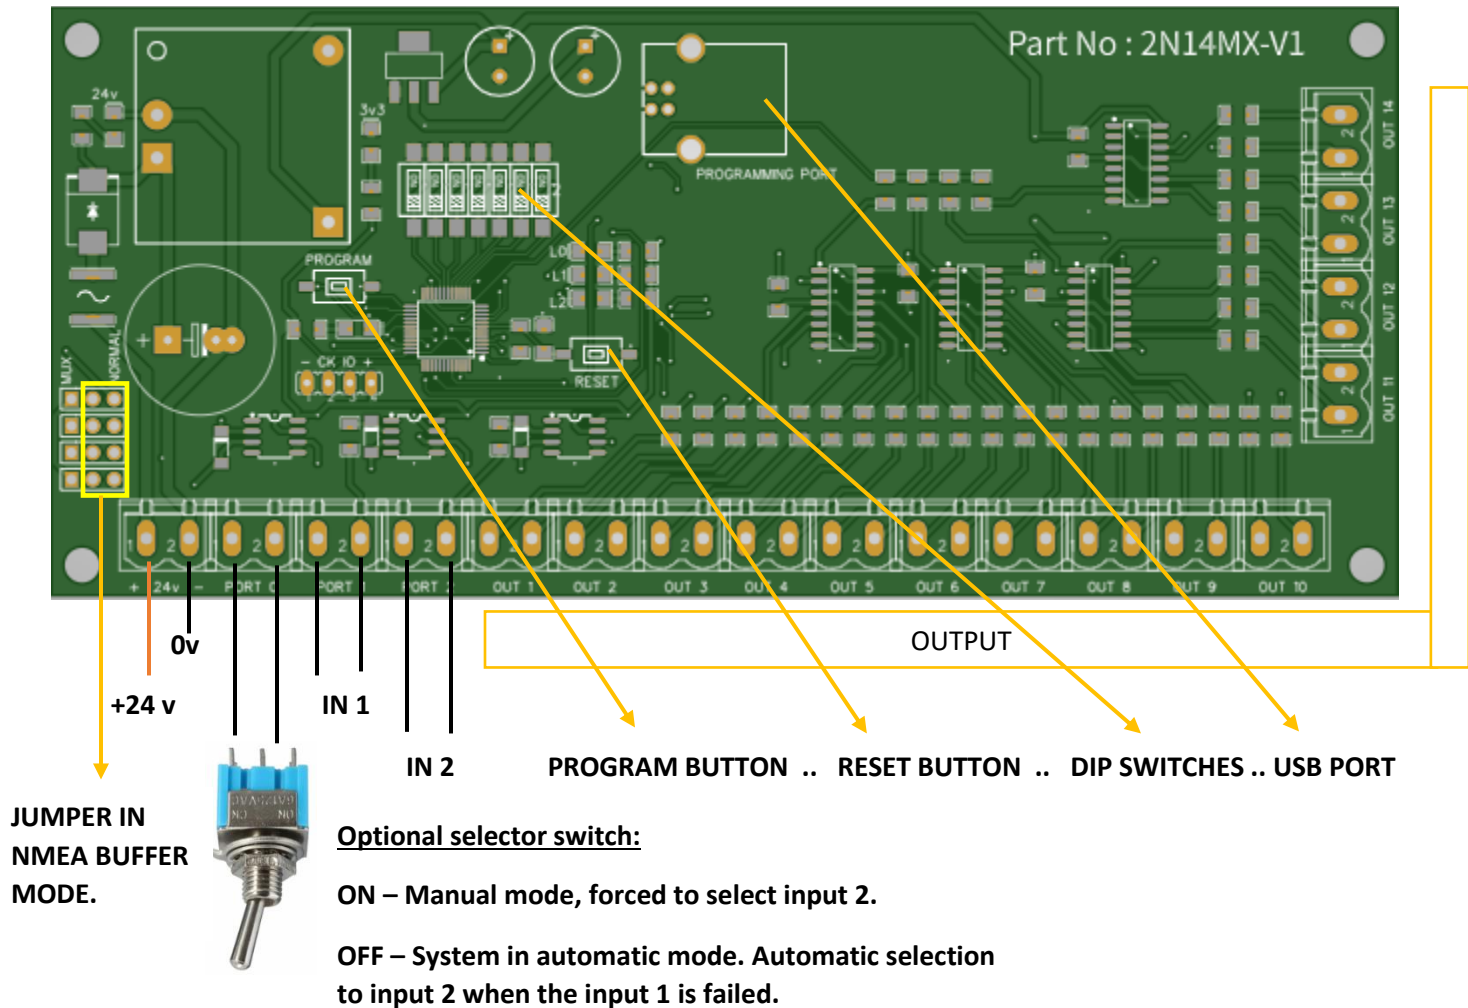 Part No : 2N14MX-V1
24v
3v3
PROGRAMMING PORT
PROGRAM
L0
L1
L2
RESET
- CK IO +
MUX
NORMAL
OUT 14
OUT 13
OUT 12
OUT 11
+ 24v - PORT 0 PORT 1 PORT 2 OUT 1 OUT 2 OUT 3 OUT 4 OUT 5 OUT 6 OUT 7 OUT 8 OUT 9 OUT 10
OUTPUT
0v
+24 v
IN 1
IN 2
PROGRAM BUTTON .. RESET BUTTON .. DIP SWITCHES .. USB PORT
JUMPER IN
NMEA BUFFER
MODE.
Optional selector switch:
ON – Manual mode, forced to select input 2.
OFF – System in automatic mode. Automatic selection
to input 2 when the input 1 is failed.